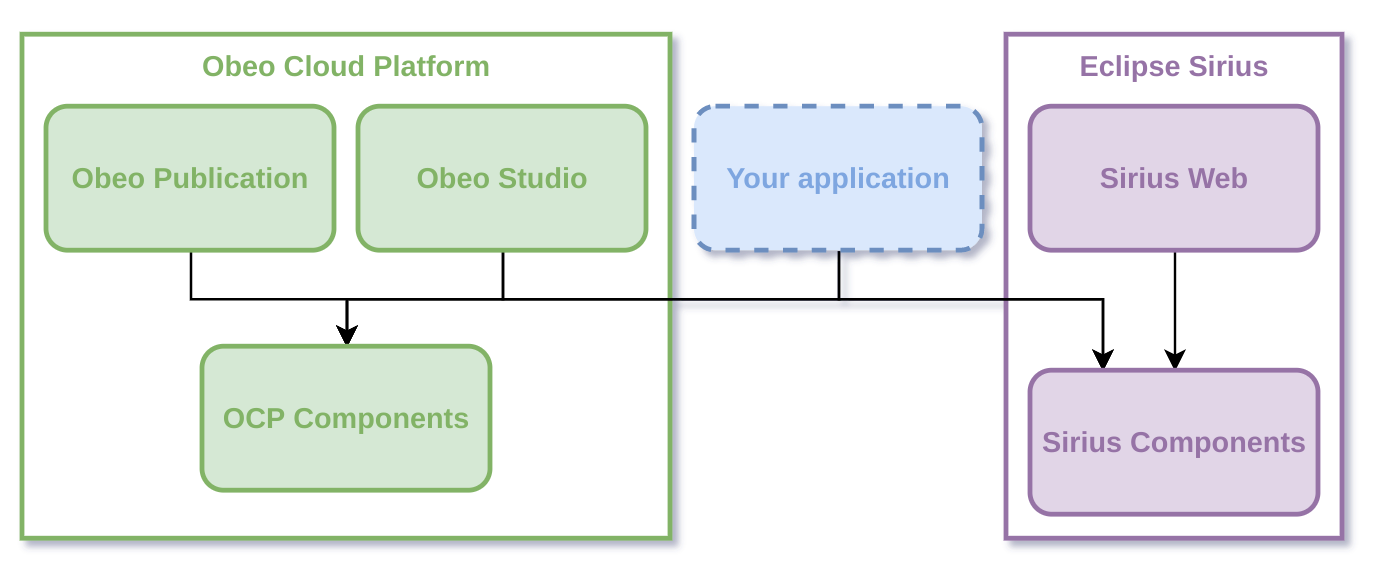 Obeo Cloud Platform
Eclipse Sirius
Obeo Publication
Obeo Studio
Your application
Sirius Web
OCP Components
Sirius Components